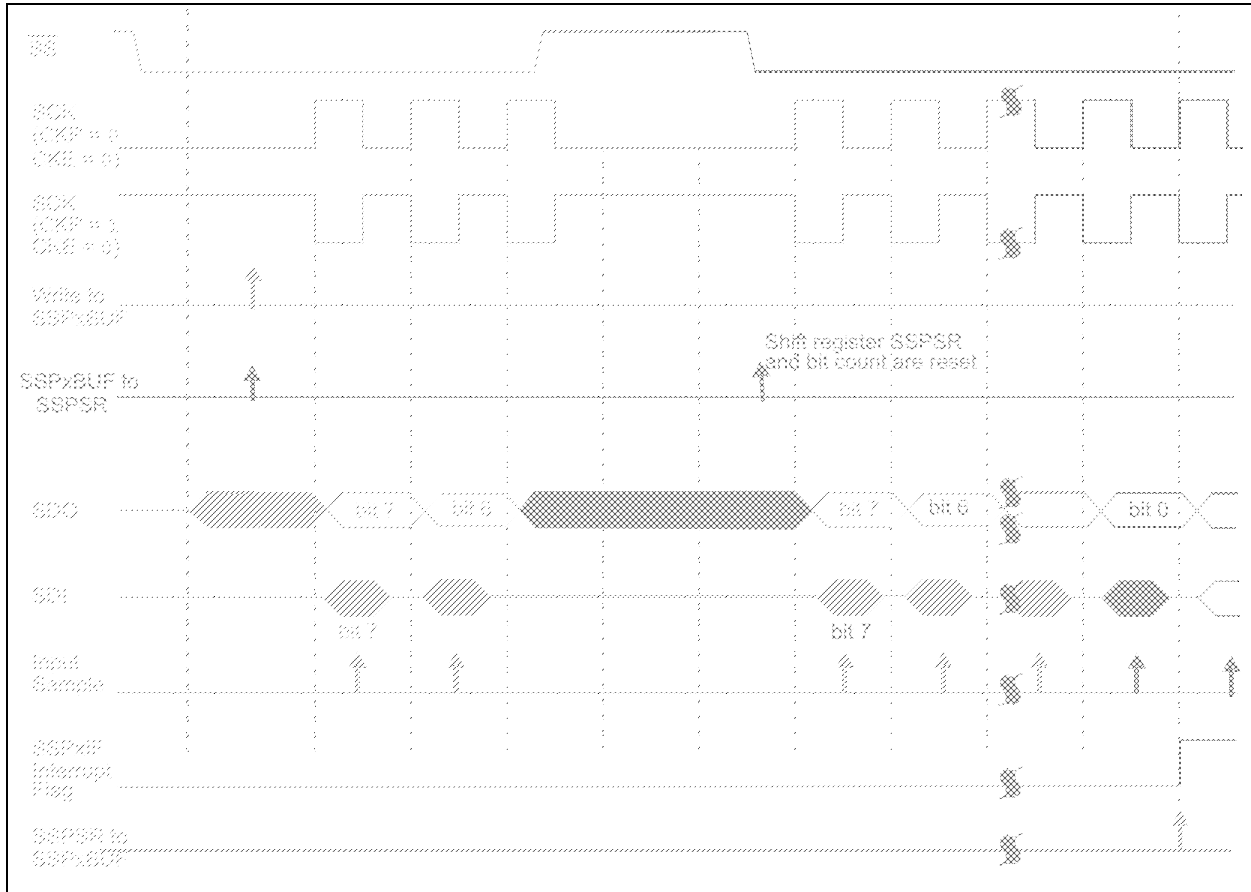 SS
SCK
(CKP = 0
CKE = 0)
SCK
(CKP = 1
CKE = 0)
Write to
SSPxBUF
Shift register SSPSR
and bit count are reset
SSPxBUF to
SSPSR
SDO
bit 7
bit 6
bit 7
bit 6
bit 0
SDI
bit 7
bit 7
Input
Sample
SSPxIF
Interrupt
Flag
SSPSR to
SSPxBUF